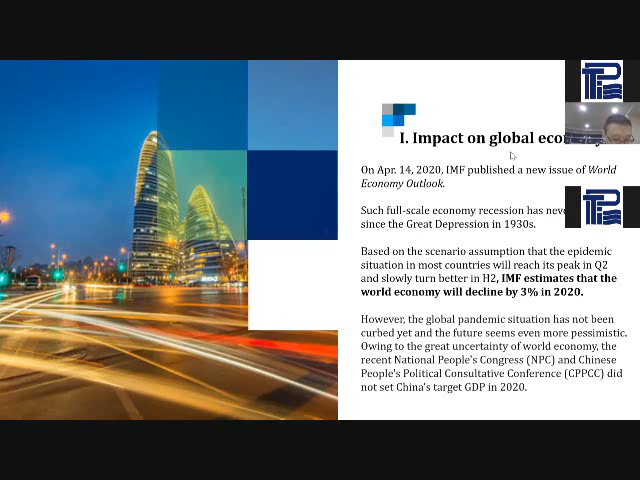 I. Impact on global eco
On Apr. 14, 2020, IMF published a new issue of World
Economy Outlook.
Such full-scale economy recession has
since the Great Depression in 1930s.
Based on the scenario assumption that the epidemic
situation in most countries will reach its peak in Q2
and slowly turn better in H2, IMF estimates that the
world economy will decline by 3% in 2020.
However, the global pandemic situation has not been
curbed yet and the future seems even more pessimistic.
Owing to the great uncertainty of world economy, the
recent National People's Congress (NPC) and Chinese
People's Political Consultative Conference (CPPCC) did
not set China's target GDP in 2020.